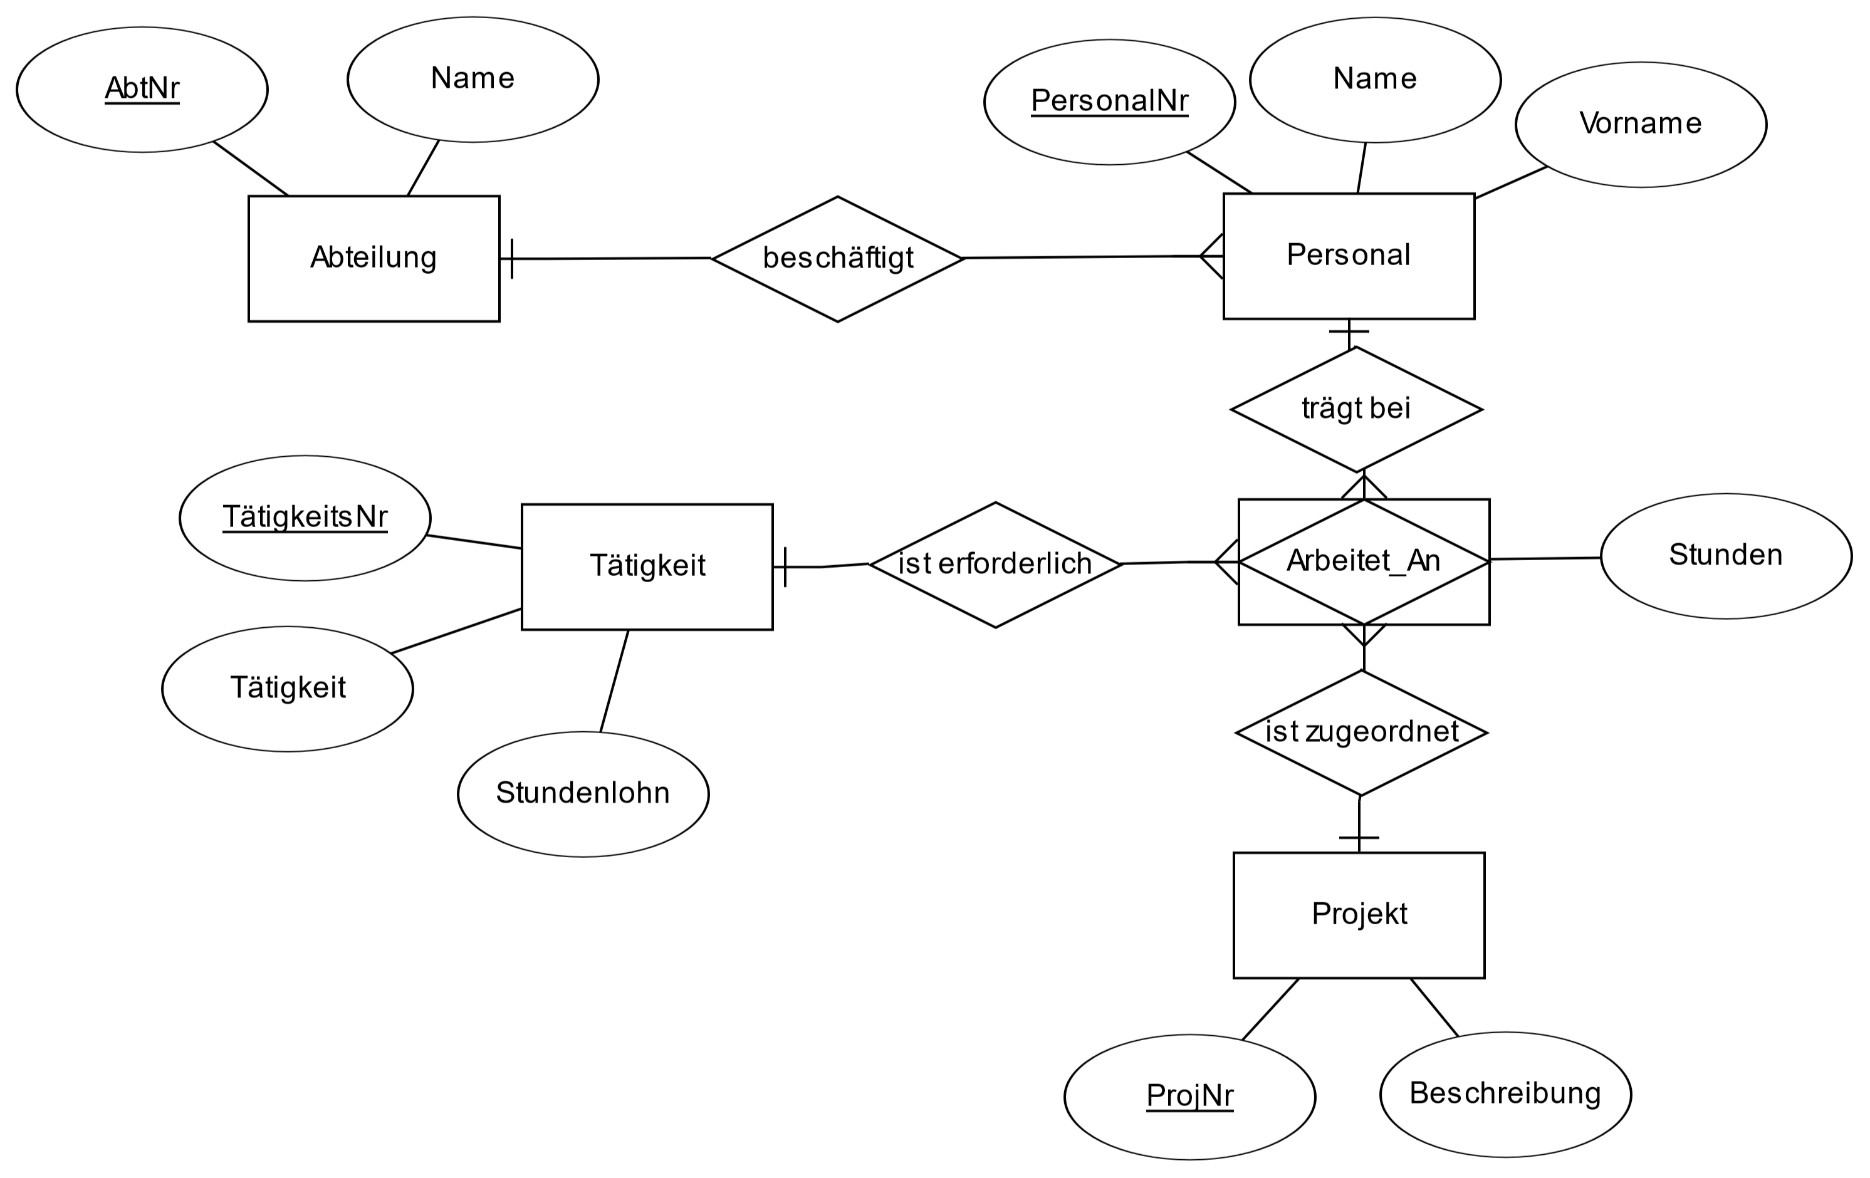 AbtNr
Name
PersonalNr
Name
Vorname
Abteilung
beschäftigt
Personal
trägt bei
TätigkeitsNr
Tätigkeit
ist erforderlich
Arbeitet_An
Stunden
Tätigkeit
Stundenlohn
ist zugeordnet
Projekt
ProjNr
Beschreibung